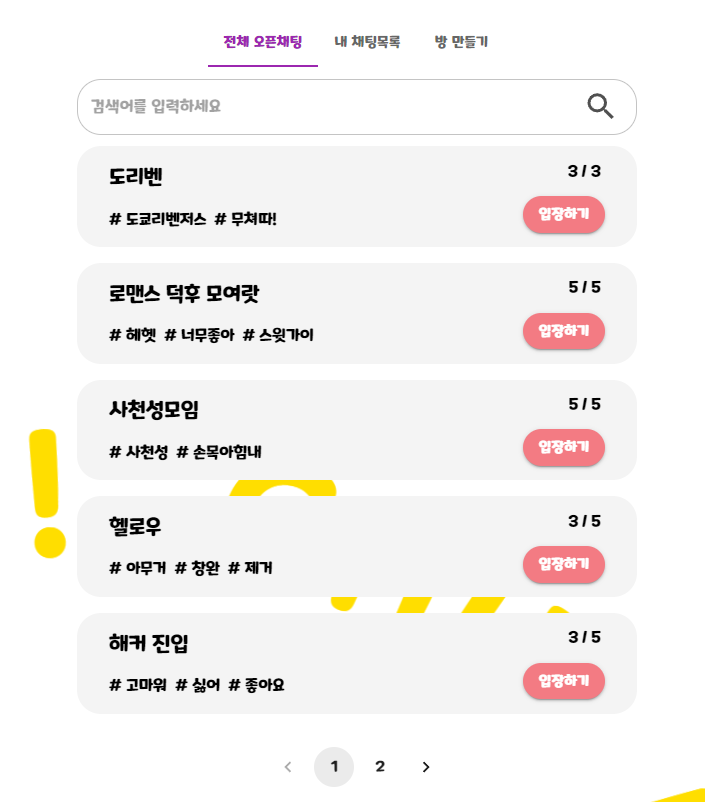 전체 오픈채팅 내 채팅목록 방 만들기
검색어를 입력하세요
도리벤 3 / 3
# 도쿄리벤저스 # 무쳐따! 입장하기
로맨스 덕후 모여랏 5 / 5
# 헤헷 # 너무좋아 # 스윗가이 입장하기
사천성모임 5 / 5
# 사천성 # 손목아힘내 입장하기
헬로우 3 / 5
# 아무거 # 창완 # 제거 입장하기
해커 진입 3 / 5
# 고마워 # 싫어 # 좋아요 입장하기
1 2